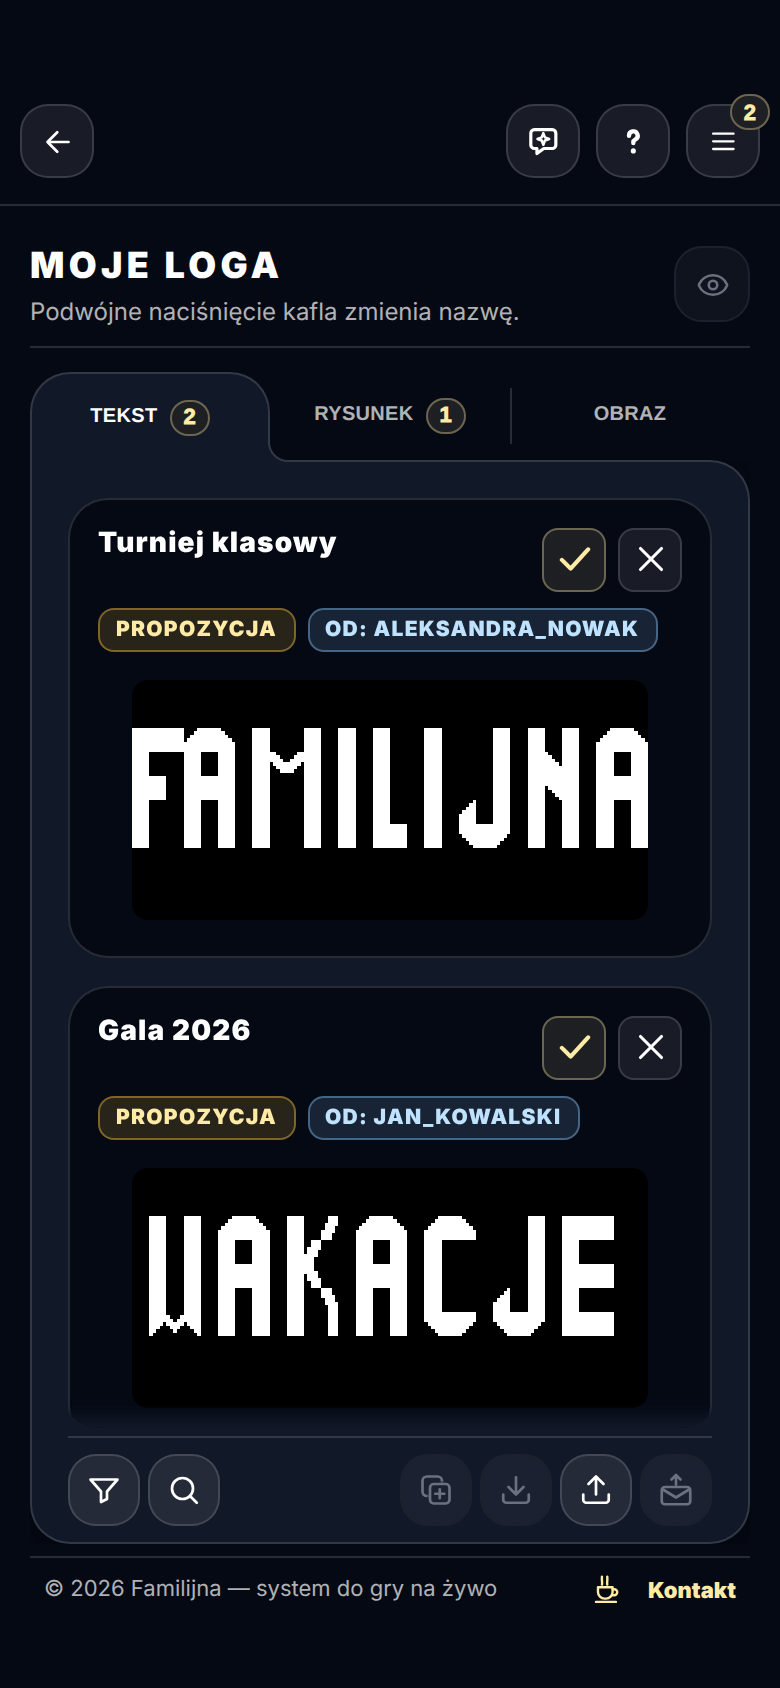 2
MOJE LOGA
Podwójne naciśnięcie kafla zmienia nazwę.
TEKST 2
RYSUNEK 1
OBRAZ
Turniej klasowy
PROPOZYCJA
OD: ALEKSANDRA_NOWAK
FAMILIJNA
Gala 2026
PROPOZYCJA
OD: JAN_KOWALSKI
WAKACJE
© 2026 Familijna — system do gry na żywo
Kontakt